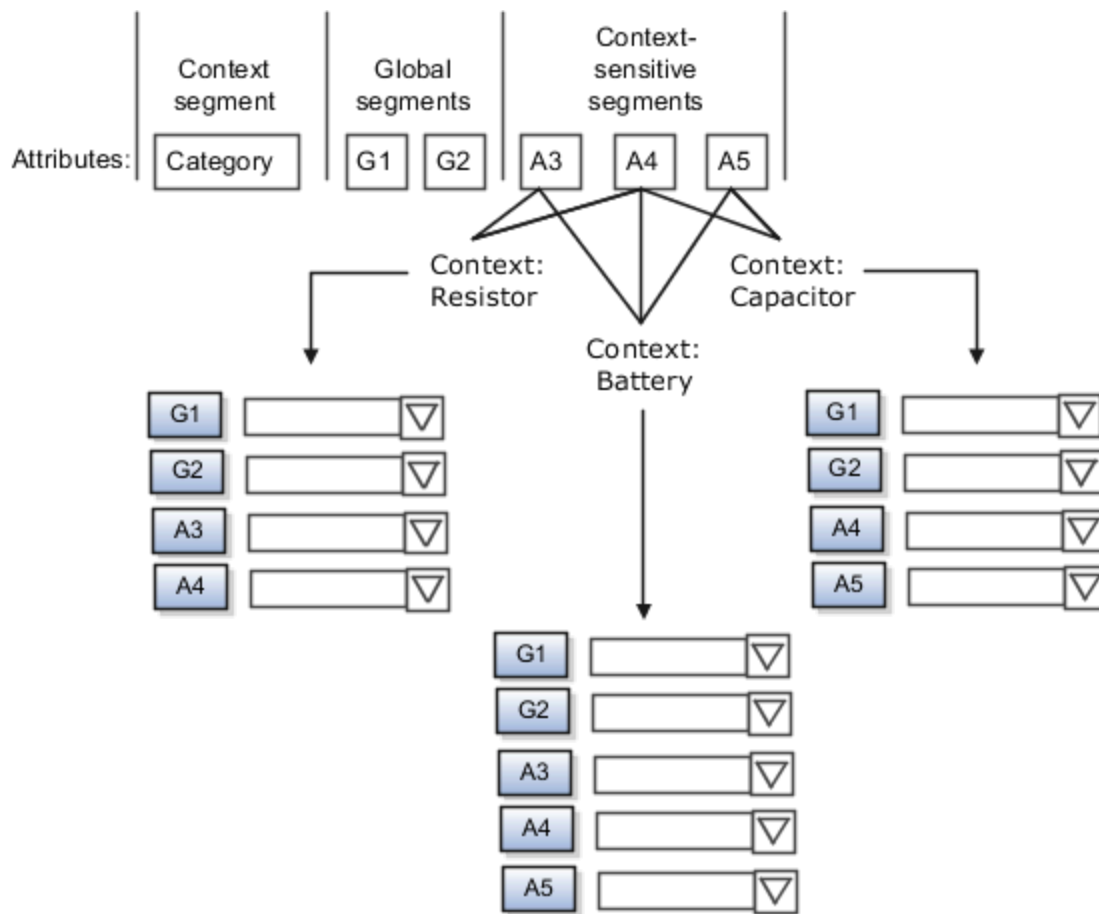 Context
segment
Global
segments
Context-
sensitive
segments
Attributes:
Category
G1
G2
A3
A4
A5
Context:
Resistor
Context:
Capacitor
Context:
Battery
G1
G2
A3
A4
G1
G2
A4
A5
G1
G2
A3
A4
A5